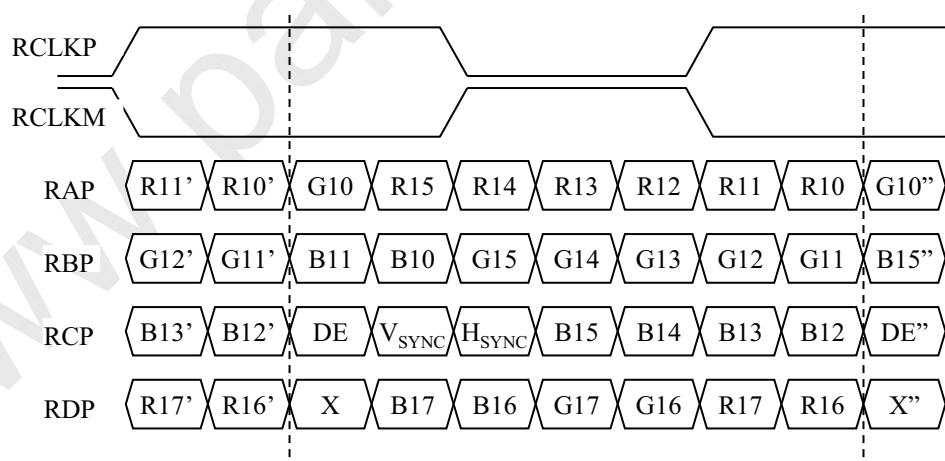 RCLKP
RCLKM
RAP R11’ R10’ G10 R15 R14 R13 R12 R11 R10 G10”
RBP G12’ G11’ B11 B10 G15 G14 G13 G12 G11 B15”
RCP B13’ B12’ DE VSYNC HSYNC B15 B14 B13 B12 DE”
RDP R17’ R16’ X B17 B16 G17 G16 R17 R16 X”